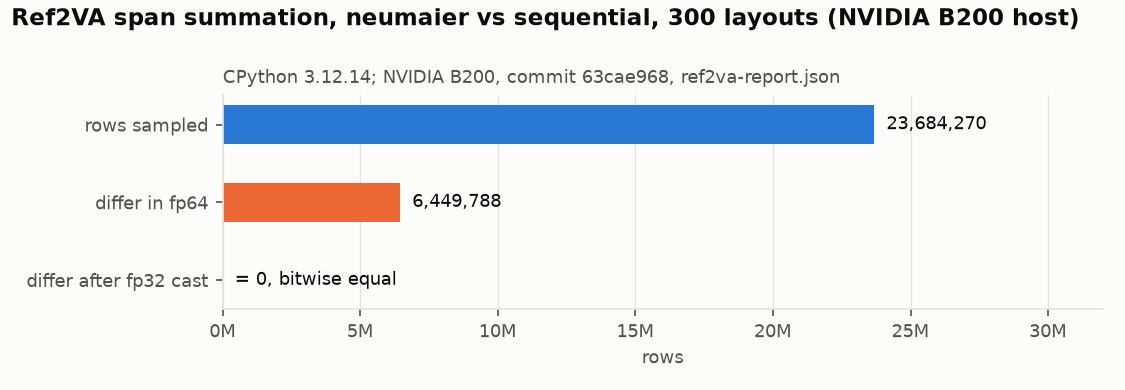 Ref2VA span summation, neumaier vs sequential, 300 layouts (NVIDIA B200 host)
CPython 3.12.14; NVIDIA B200, commit 63cae968, ref2va-report.json
rows sampled 23,684,270
differ in fp64 6,449,788
differ after fp32 cast = 0, bitwise equal
0M 5M 10M 15M 20M 25M 30M
rows